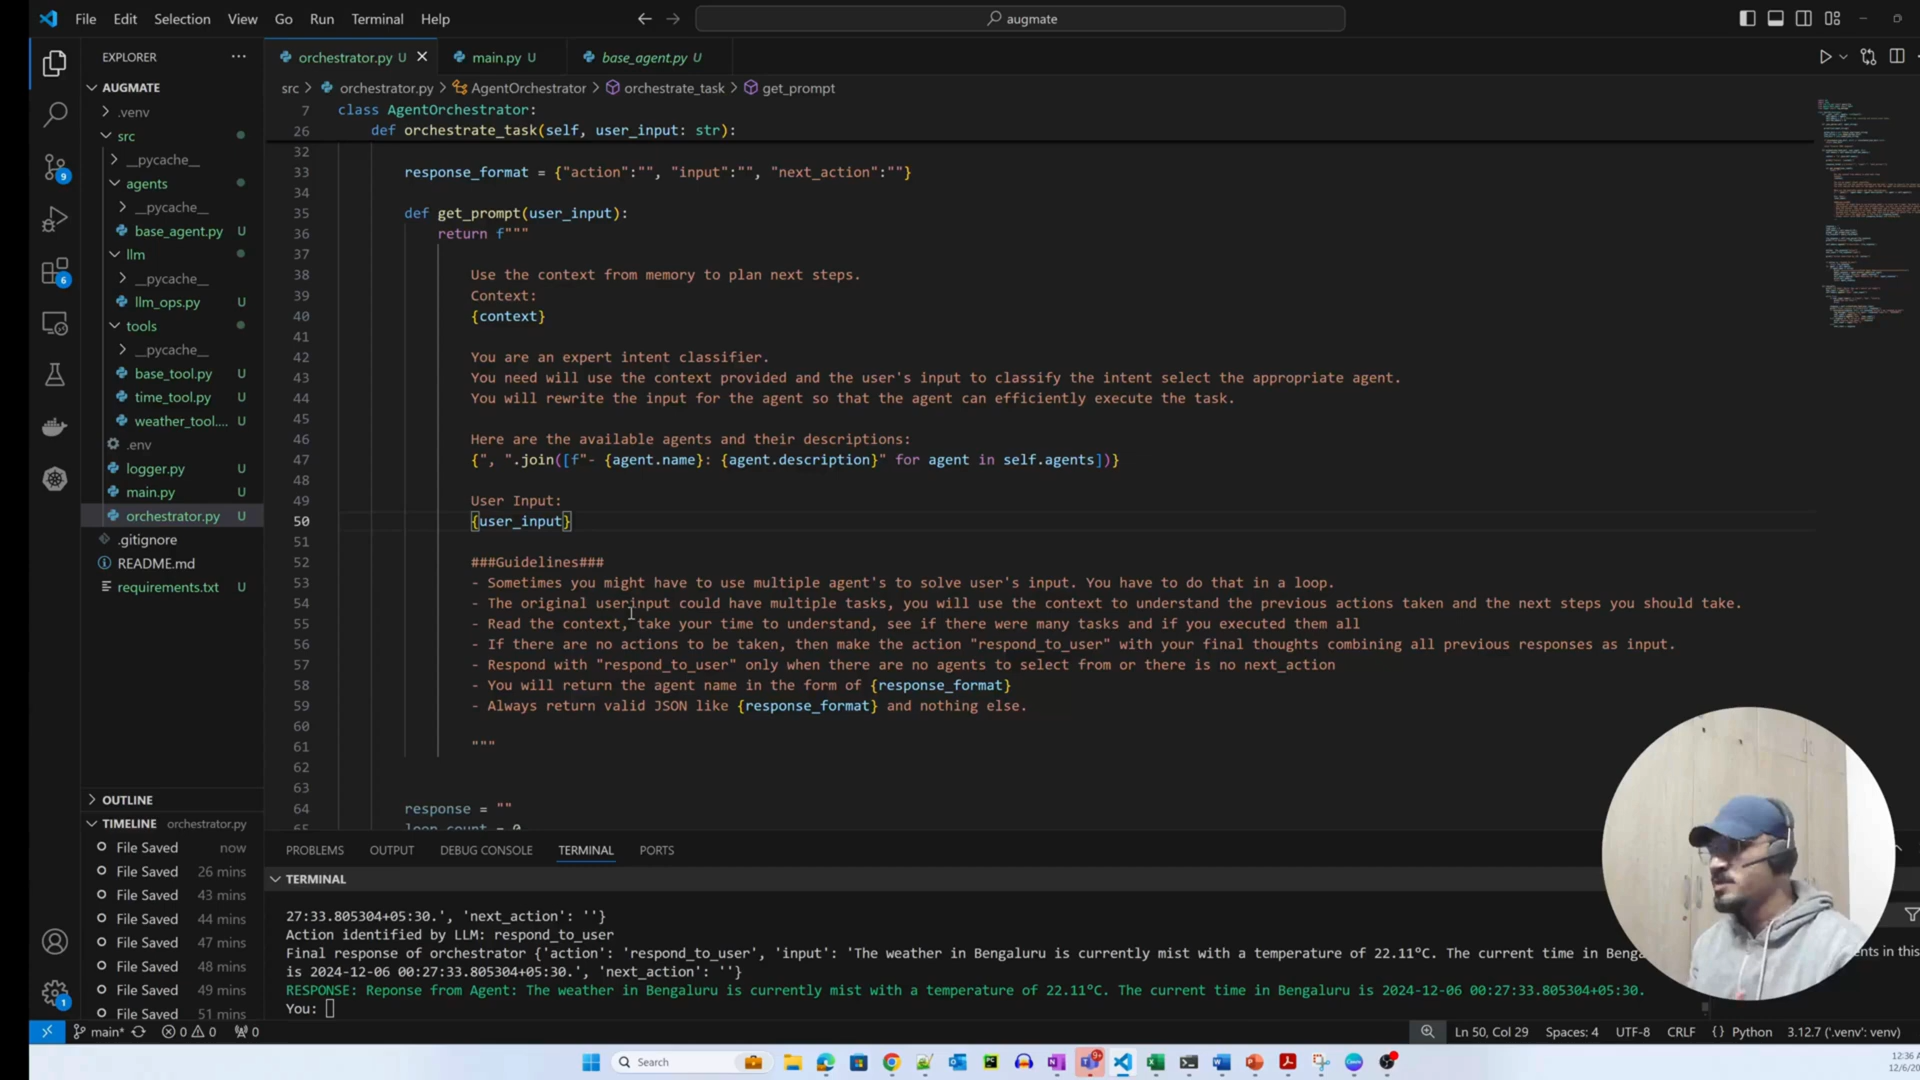 File Edit Selection View Go Run Terminal Help
augmate
EXPLORER
orchestrator.py U
main.py U
base_agent.py U
src > orchestrator.py > AgentOrchestrator > orchestrate_task > get_prompt
AUGMATE
.venv
src
__pycache__
agents
__pycache__
base_agent.py U
llm
__pycache__
llm_ops.py U
tools
__pycache__
base_tool.py U
time_tool.py U
weather_tool.... U
.env
logger.py U
main.py U
orchestrator.py U
.gitignore
README.md
requirements.txt U
OUTLINE
TIMELINE orchestrator.py
File Saved now
File Saved 26 mins
File Saved 43 mins
File Saved 44 mins
File Saved 47 mins
File Saved 48 mins
File Saved 49 mins
File Saved 51 mins
9
6
1
7 class AgentOrchestrator:
26 def orchestrate_task(self, user_input: str):
32
33 response_format = {"action":"", "input":"", "next_action":""}
34
35 def get_prompt(user_input):
36 return f"""
37
38 Use the context from memory to plan next steps.
39 Context:
40 {context}
41
42 You are an expert intent classifier.
43 You need will use the context provided and the user's input to classify the intent select the appropriate agent.
44 You will rewrite the input for the agent so that the agent can efficiently execute the task.
45
46 Here are the available agents and their descriptions:
47 {", ".join([f"- {agent.name}: {agent.description}" for agent in self.agents])}
48
49 User Input:
50 {user_input}
51
52 ###Guidelines###
53 - Sometimes you might have to use multiple agent's to solve user's input. You have to do that in a loop.
54 - The original userinput could have multiple tasks, you will use the context to understand the previous actions taken and the next steps you should take.
55 - Read the context, take your time to understand, see if there were many tasks and if you executed them all
56 - If there are no actions to be taken, then make the action "respond_to_user" with your final thoughts combining all previous responses as input.
57 - Respond with "respond_to_user" only when there are no agents to select from or there is no next_action
58 - You will return the agent name in the form of {response_format}
59 - Always return valid JSON like {response_format} and nothing else.
60
61 """
62
63
64 response = ""
65 loop_count = 0
PROBLEMS OUTPUT DEBUG CONSOLE TERMINAL PORTS
TERMINAL
27:33.805304+05:30.', 'next_action': ''}
Action identified by LLM: respond_to_user
Final response of orchestrator {'action': 'respond_to_user', 'input': 'The weather in Bengaluru is currently mist with a temperature of 22.11°C. The current time in
is 2024-12-06 00:27:33.805304+05:30.', 'next_action': ''}
RESPONSE: Reponse from Agent: The weather in Bengaluru is currently mist with a temperature of 22.11°C. The current time in Bengaluru is 2024-12-06 00:27:33.805304+05:30.
You:
in this
main* 0 0 0 Ln 50, Col 29 Spaces: 4 UTF-8 CRLF {} Python 3.12.7 ('.venv': venv)
Search
9+
12:36